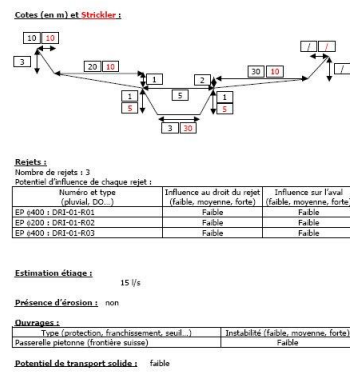 Cotes (en m) et Strickler :
10 10
/ /
3
20 10
1
2
30 10
/
1
5
1
5
5
3 30
Rejets :
Nombre de rejets : 3
Potentiel d'influence de chaque rejet :
Numéro et type Influence au droit du rejet Influence sur l'aval
(pluvial, DO...) (faible, moyenne, forte) (faible, moyenne, forte)
EP ϕ400 : DRI-01-R01 Faible Faible
EP ϕ200 : DRI-01-R02 Faible Faible
EP ϕ400 : DRI-01-R03 Faible Faible
Estimation étiage :
15 l/s
Présence d'érosion : non
Ouvrages :
Type (protection, franchissement, seuil...) Instabilité (faible, moyenne, forte)
Passerelle pietonne (frontière suisse) Faible
Potentiel de transport solide : faible